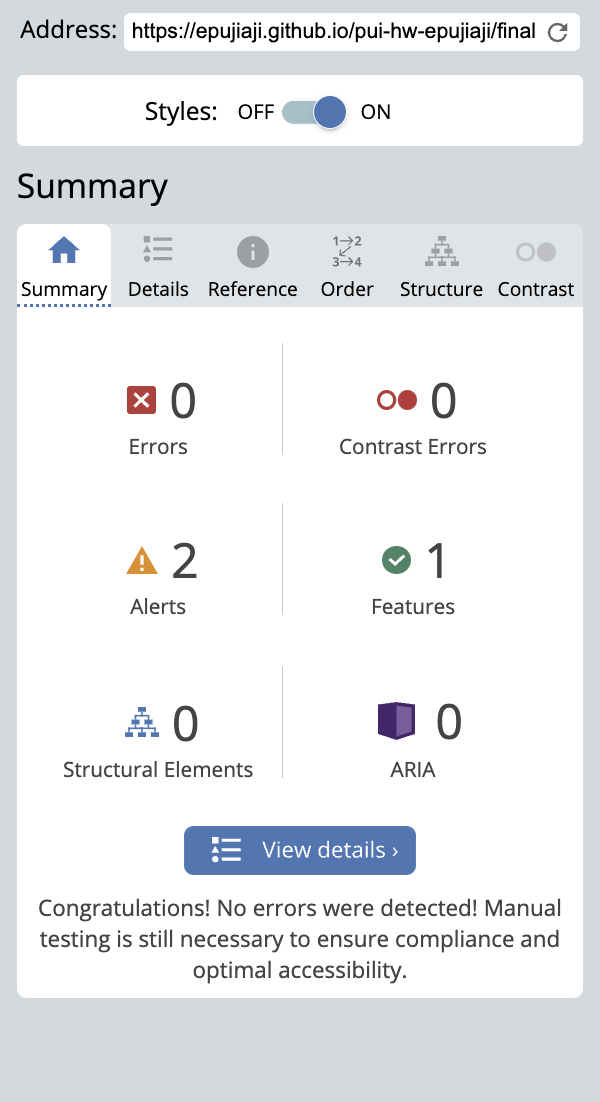 Address: https://epujiaji.github.io/pui-hw-epujiaji/final
Styles: OFF ON
Summary
1 2
3 4
Summary Details Reference Order Structure Contrast
0 0
Errors Contrast Errors
2 1
Alerts Features
0 0
Structural Elements ARIA
View details ›
Congratulations! No errors were detected! Manual
testing is still necessary to ensure compliance and
optimal accessibility.